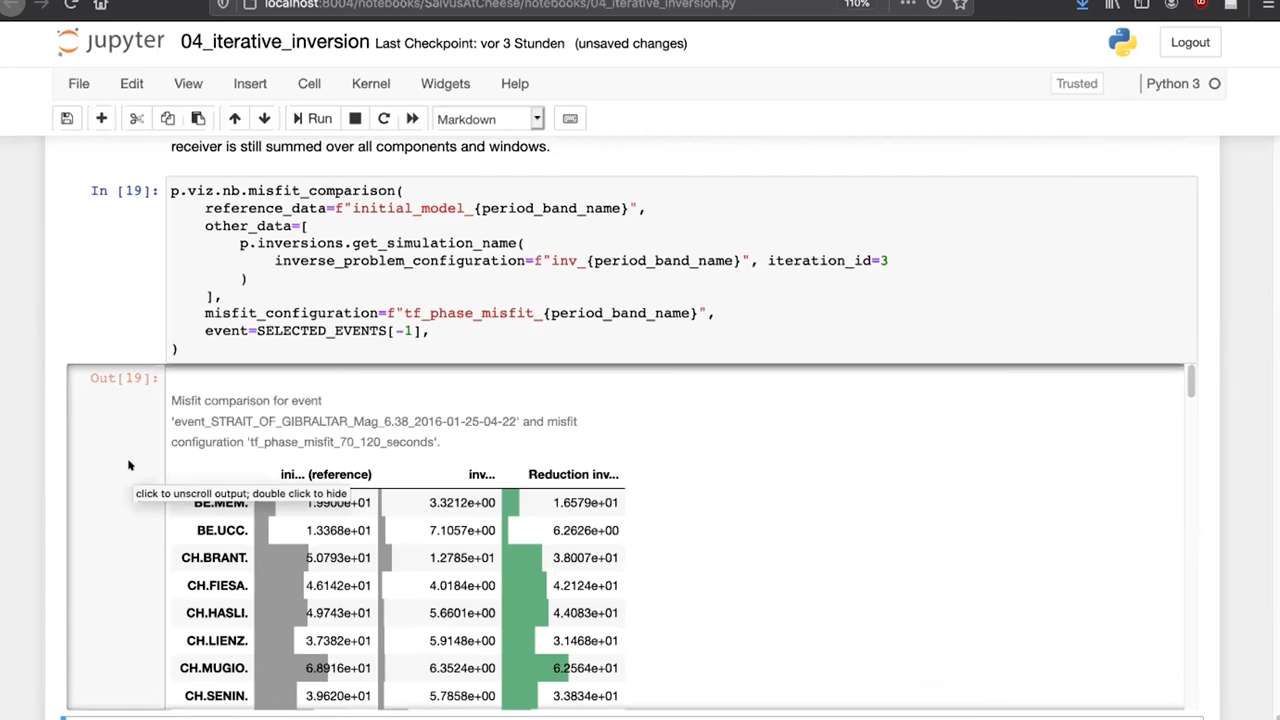 localhost:8004/notebooks/SalvusAtCheese/notebooks/04_iterative_inversion.py
110%
jupyter 04_iterative_inversion Last Checkpoint: vor 3 Stunden (unsaved changes)
Logout
File Edit View Insert Cell Kernel Widgets Help
Trusted
Python 3
Run
Markdown
receiver is still summed over all components and windows.
In [19]: p.viz.nb.misfit_comparison(
reference_data=f"initial_model_{period_band_name}",
other_data=[
p.inversions.get_simulation_name(
inverse_problem_configuration=f"inv_{period_band_name}", iteration_id=3
)
],
misfit_configuration=f"tf_phase_misfit_{period_band_name}",
event=SELECTED_EVENTS[-1],
)
Out[19]:
Misfit comparison for event
'event_STRAIT_OF_GIBRALTAR_Mag_6.38_2016-01-25-04-22' and misfit
configuration 'tf_phase_misfit_70_120_seconds'.
ini... (reference) inv... Reduction inv...
click to unscroll output; double click to hide
BE.MEM. 1.9900e+01 3.3212e+00 1.6579e+01
BE.UCC. 1.3368e+01 7.1057e+00 6.2626e+00
CH.BRANT. 5.0793e+01 1.2785e+01 3.8007e+01
CH.FIESA. 4.6142e+01 4.0184e+00 4.2124e+01
CH.HASLI. 4.9743e+01 5.6601e+00 4.4083e+01
CH.LIENZ. 3.7382e+01 5.9148e+00 3.1468e+01
CH.MUGIO. 6.8916e+01 6.3524e+00 6.2564e+01
CH.SENIN. 3.9620e+01 5.7858e+00 3.3834e+01